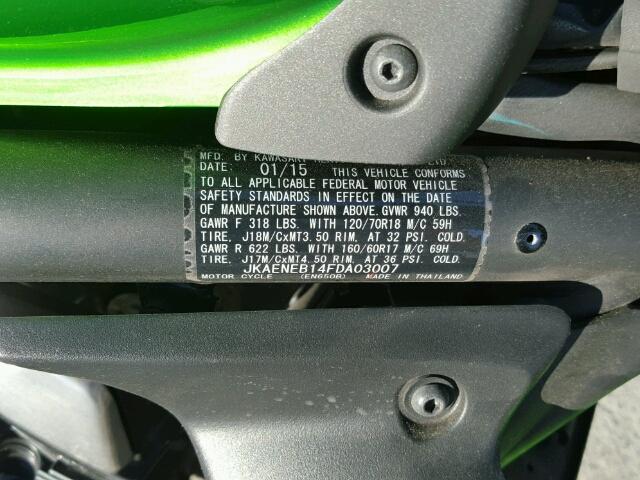 MFD. BY KAWASAKI LTD.
DATE: 01/15 THIS VEHICLE CONFORMS
TO ALL APPLICABLE FEDERAL MOTOR VEHICLE
SAFETY STANDARDS IN EFFECT ON THE DATE
OF MANUFACTURE SHOWN ABOVE. GVWR 940 LBS.
GAWR F 318 LBS. WITH 120/70R18 M/C 59H
TIRE, J18M/CxMT3.50 RIM, AT 32 PSI. COLD.
GAWR R 622 LBS. WITH 160/60R17 M/C 69H
TIRE, J17M/CxMT4.50 RIM, AT 36 PSI. COLD.
JKAENEB14FDA03007
MOTOR CYCLE (EN650B) MADE IN THAILAND